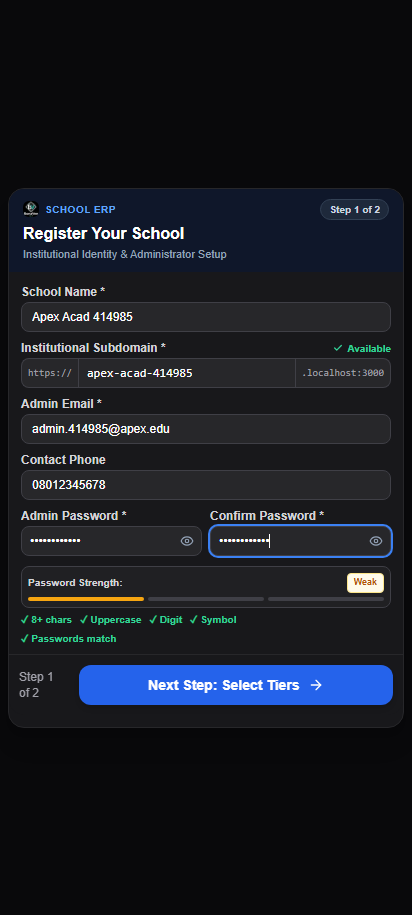 SCHOOL ERP
Step 1 of 2
Register Your School
Institutional Identity & Administrator Setup
School Name *
Apex Acad 414985
Institutional Subdomain *
✓ Available
https://
apex-acad-414985
.localhost:3000
Admin Email *
admin.414985@apex.edu
Contact Phone
08012345678
Admin Password *
Confirm Password *
••••••••••••
••••••••••••
Password Strength:
Weak
✓ 8+ chars ✓ Uppercase ✓ Digit ✓ Symbol
✓ Passwords match
Step 1
of 2
Next Step: Select Tiers →